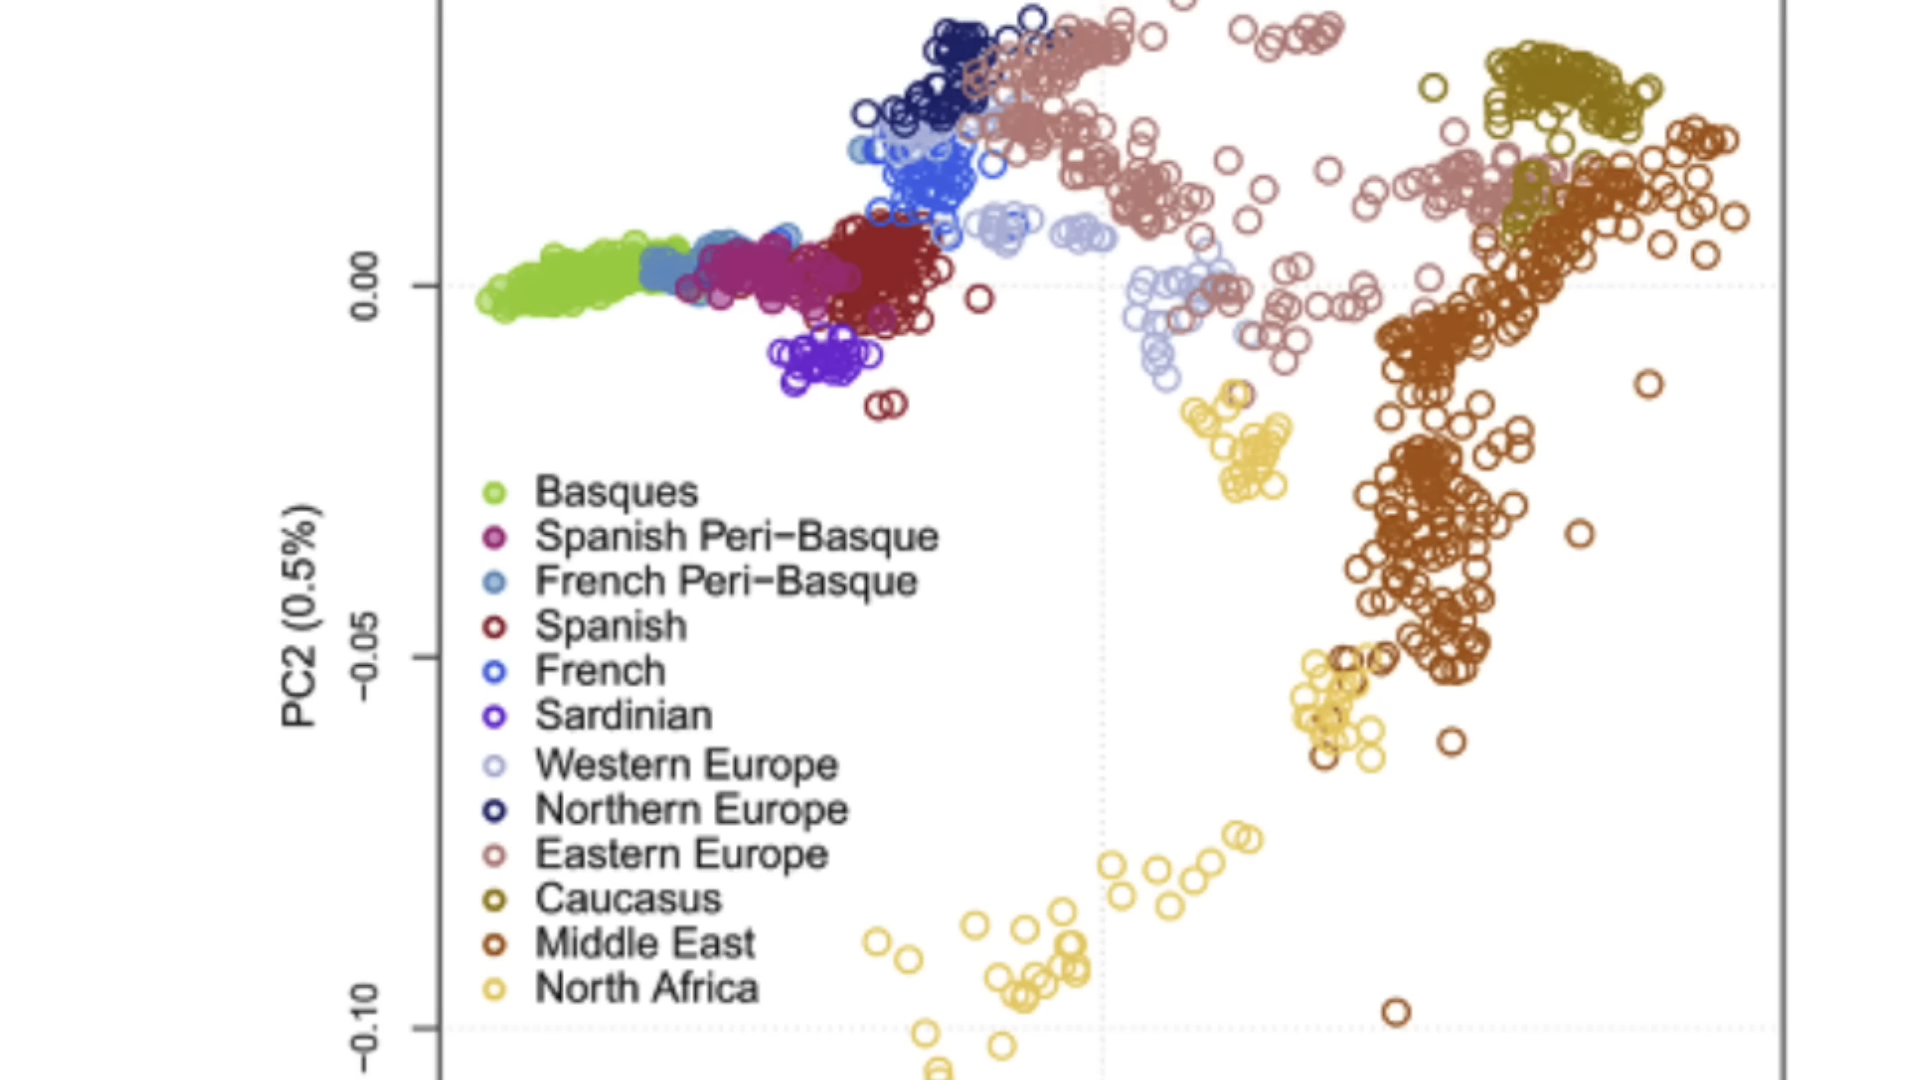 0.00
−0.05
−0.10
PC2 (0.5%)
Basques
Spanish Peri−Basque
French Peri−Basque
Spanish
French
Sardinian
Western Europe
Northern Europe
Eastern Europe
Caucasus
Middle East
North Africa